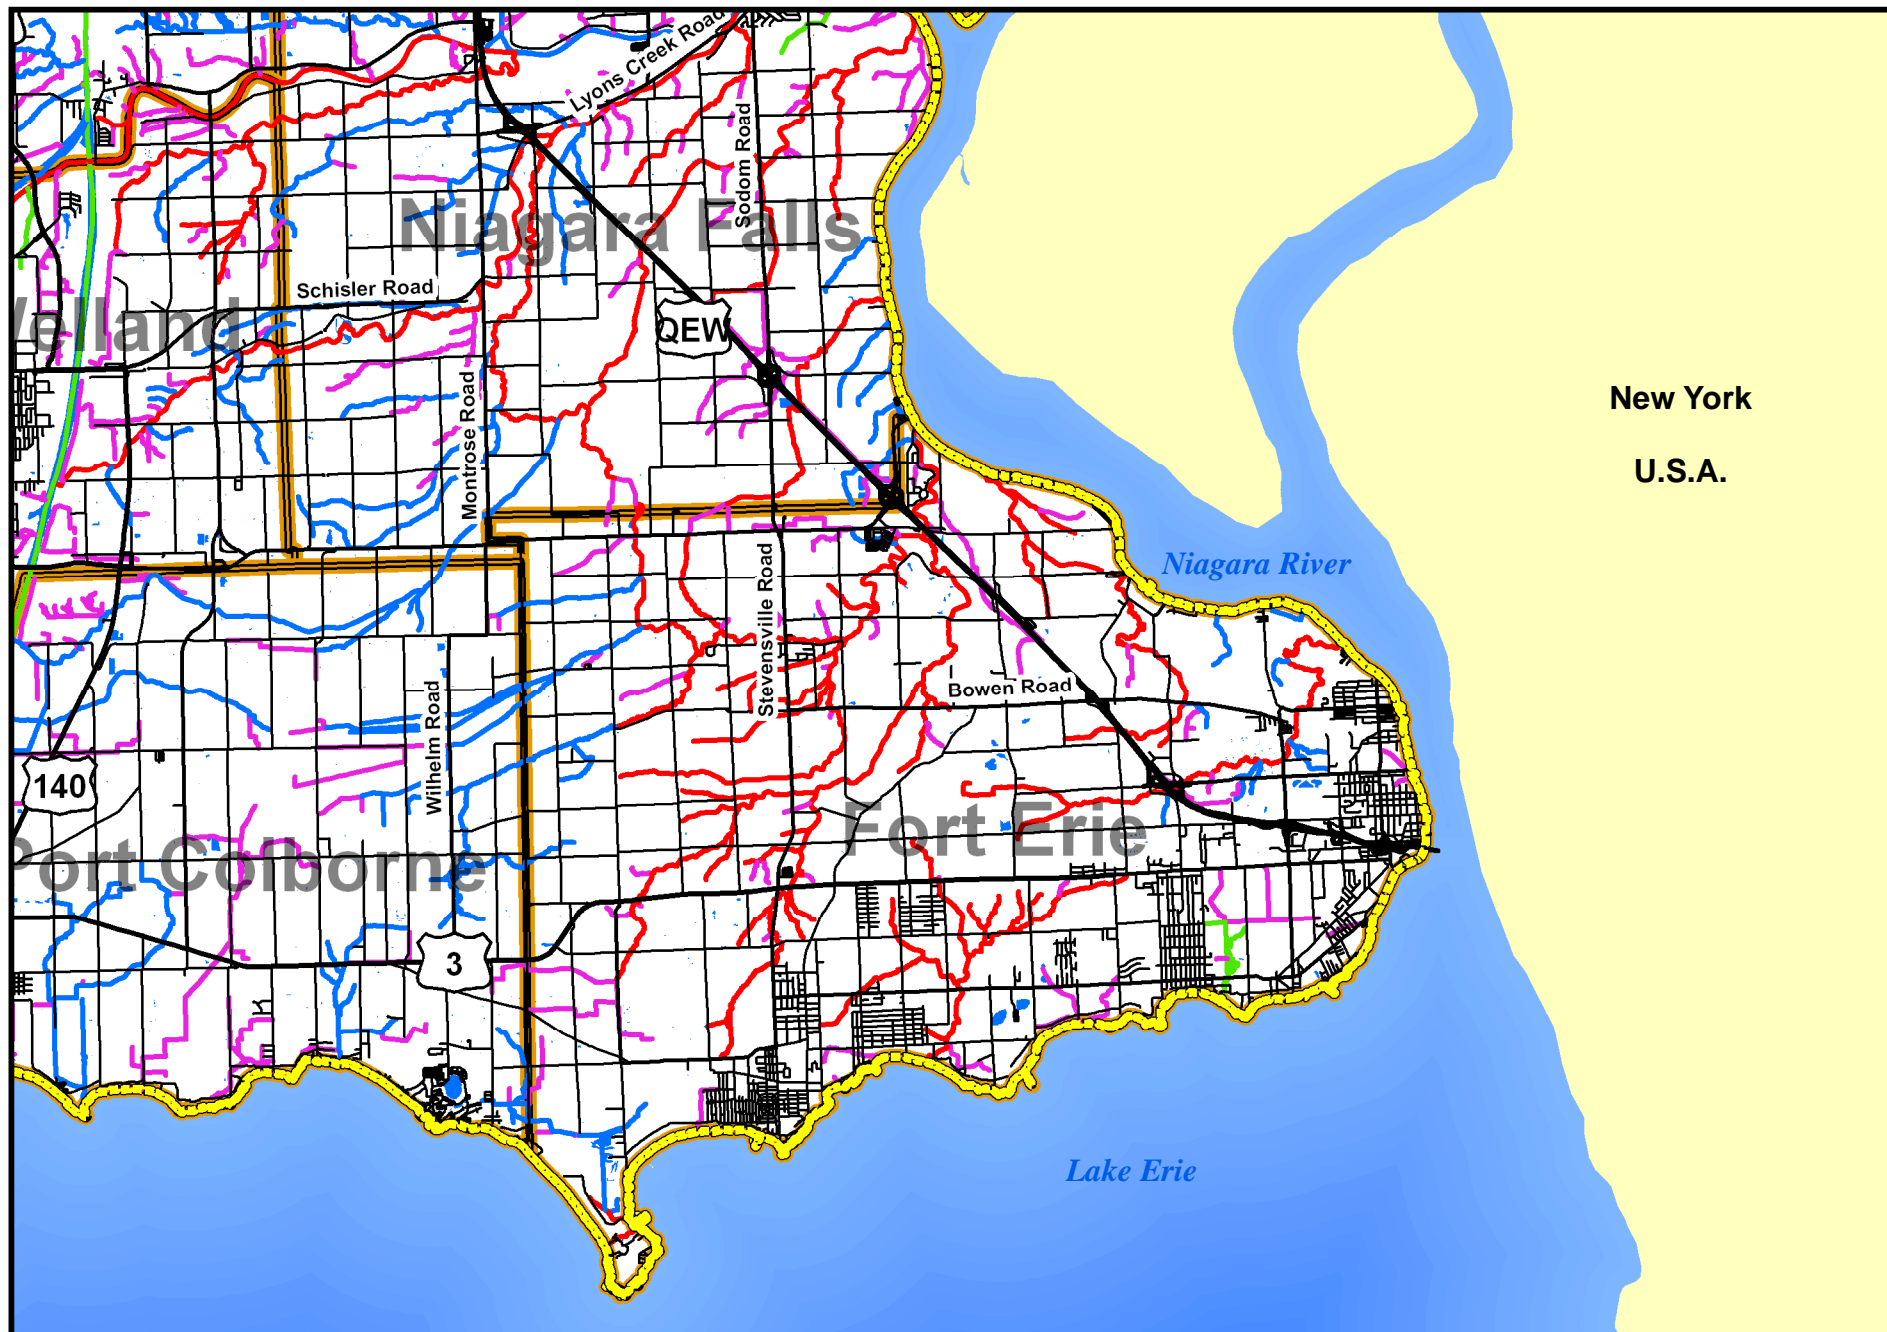 Lyons Creek Road
Sodom Road
Niagara Falls
Schisler Road
Welland
QEW
New York
U.S.A.
Montrose Road
Niagara River
Stevensville Road
Bowen Road
Wilhelm Road
140
Fort Erie
Port Colborne
3
Lake Erie